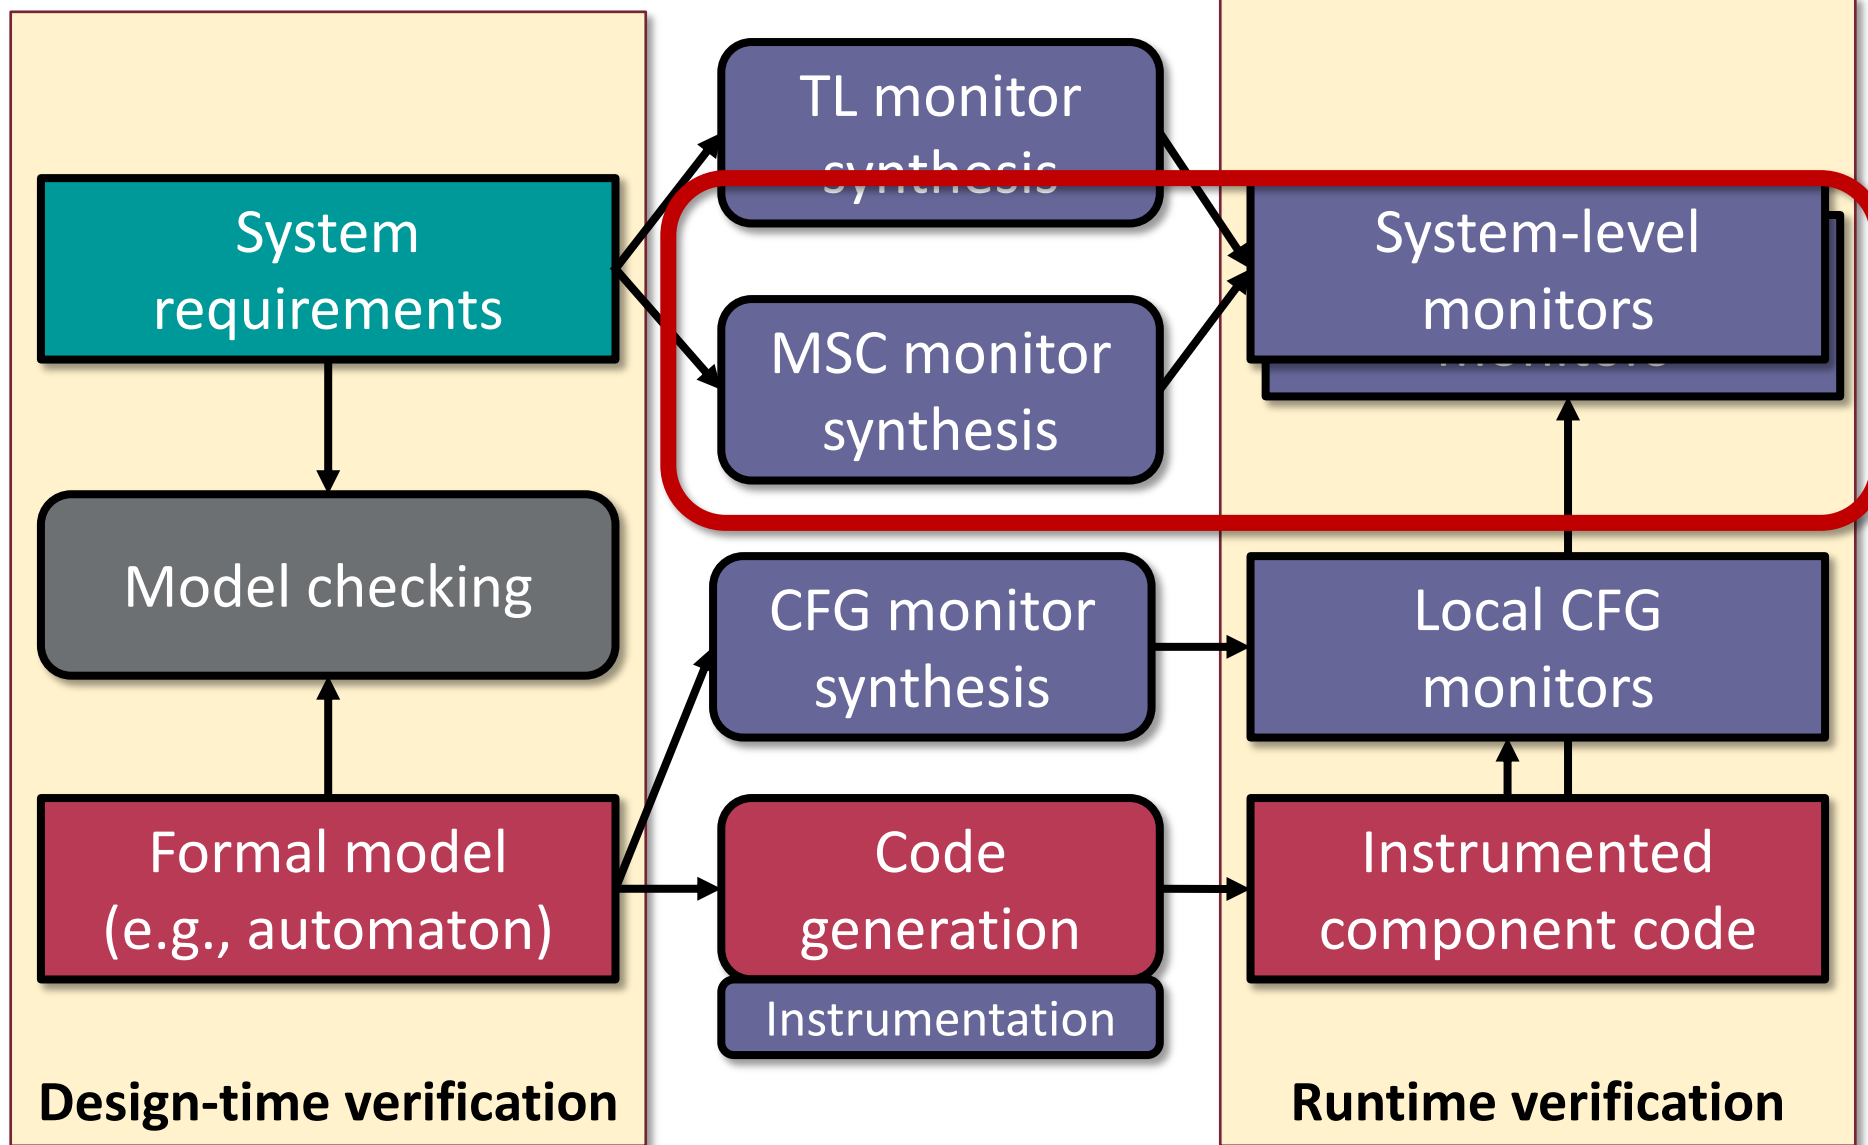 TL monitor
synthesis
System
requirements
System-level
monitors
monitors
MSC monitor
synthesis
Model checking
CFG monitor
synthesis
Local CFG
monitors
Formal model
(e.g., automaton)
Code
generation
Instrumentation
Instrumented
component code
Design-time verification
Runtime verification